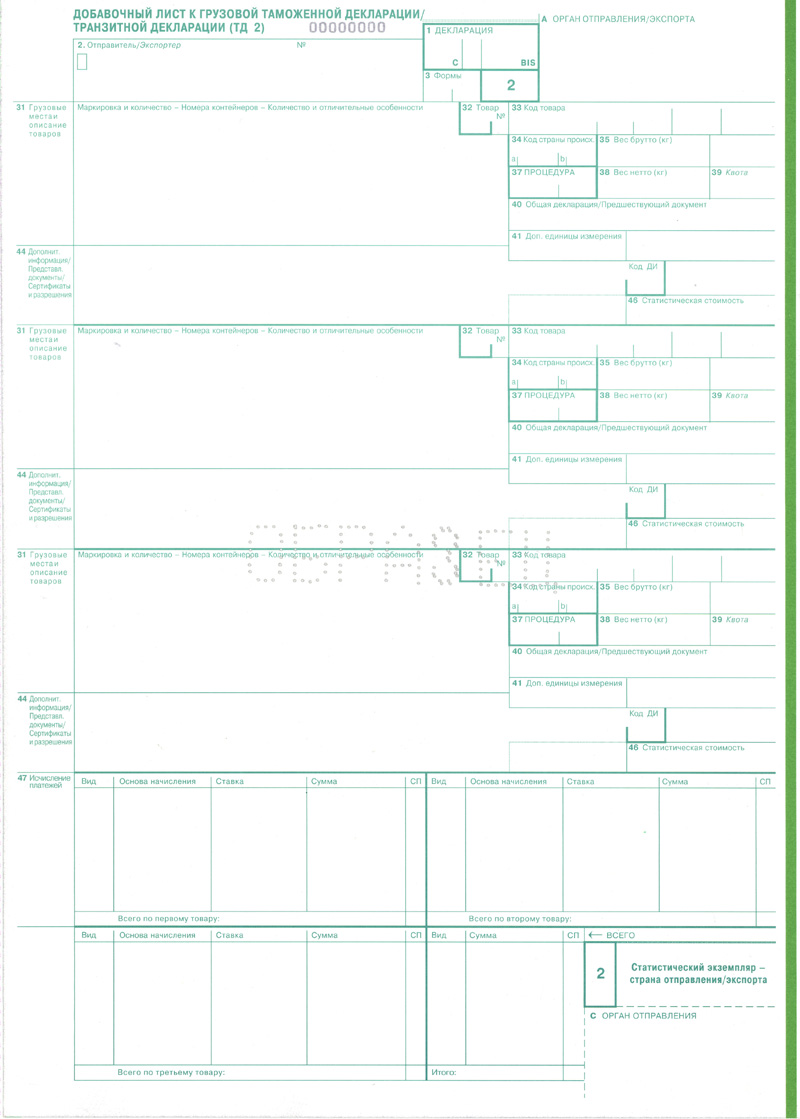 ДОБАВОЧНЫЙ ЛИСТ К ГРУЗОВОЙ ТАМОЖЕННОЙ ДЕКЛАРАЦИИ/
ТРАНЗИТНОЙ ДЕКЛАРАЦИИ (ТД 2) 00000000
А ОРГАН ОТПРАВЛЕНИЯ/ЭКСПОРТА
1 ДЕКЛАРАЦИЯ
2. Отправитель/Экспортер №
С BIS
3 Формы
2
31 Грузовые местаи описание товаров
Маркировка и количество – Номера контейнеров – Количество и отличительные особенности
32 Товар №
33 Код товара
34 Код страны происх.
a| b|
35 Вес брутто (кг)
37 ПРОЦЕДУРА
38 Вес нетто (кг)
39 Квота
40 Общая декларация/Предшествующий документ
41 Доп. единицы измерения
44 Дополнит. информация/ Представл. документы/ Сертификаты и разрешения
Код ДИ
46 Статистическая стоимость
31 Грузовые местаи описание товаров
Маркировка и количество – Номера контейнеров – Количество и отличительные особенности
32 Товар №
33 Код товара
34 Код страны происх.
a| b|
35 Вес брутто (кг)
37 ПРОЦЕДУРА
38 Вес нетто (кг)
39 Квота
40 Общая декларация/Предшествующий документ
41 Доп. единицы измерения
44 Дополнит. информация/ Представл. документы/ Сертификаты и разрешения
Код ДИ
46 Статистическая стоимость
ОБРАЗЕЦ
31 Грузовые местаи описание товаров
Маркировка и количество – Номера контейнеров – Количество и отличительные особенности
32 Товар №
33 Код товара
34 Код страны происх.
a| b|
35 Вес брутто (кг)
37 ПРОЦЕДУРА
38 Вес нетто (кг)
39 Квота
40 Общая декларация/Предшествующий документ
41 Доп. единицы измерения
44 Дополнит. информация/ Представл. документы/ Сертификаты и разрешения
Код ДИ
46 Статистическая стоимость
47 Исчисление платежей
Вид Основа начисления Ставка Сумма СП Вид Основа начисления Ставка Сумма СП
Всего по первому товару: Всего по второму товару:
Вид Основа начисления Ставка Сумма СП Вид Сумма СП ← ВСЕГО
2
Статистический экземпляр –
страна отправления/экспорта
С ОРГАН ОТПРАВЛЕНИЯ
Всего по третьему товару: Итого: